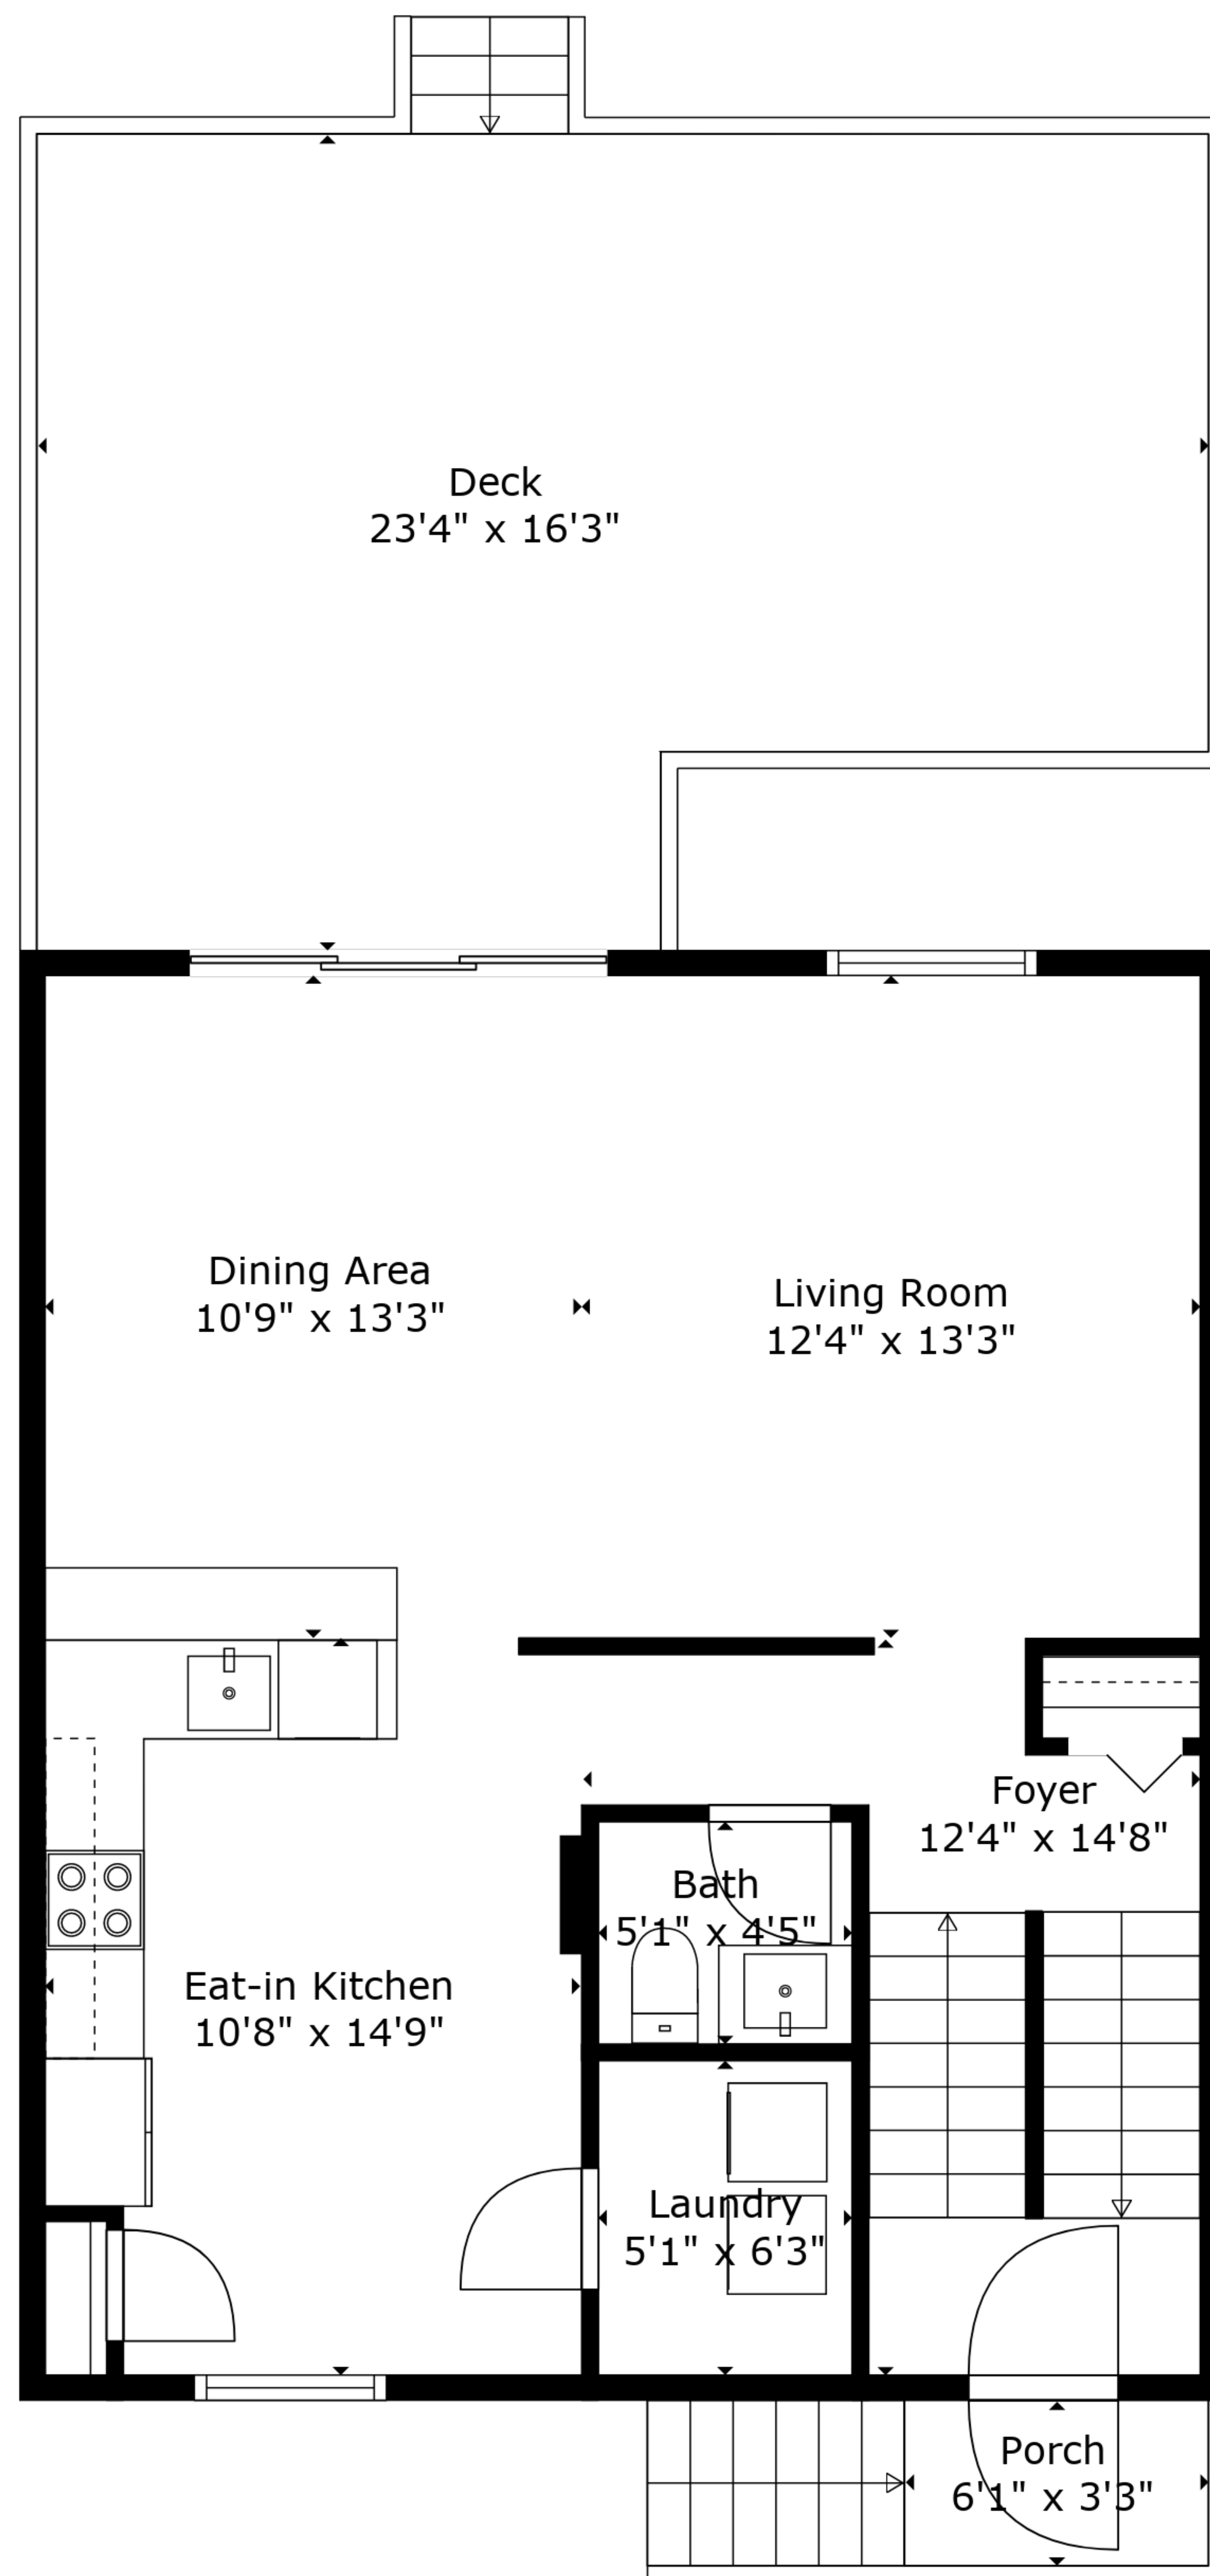 Deck
23'4" x 16'3"
Dining Area
10'9" x 13'3"
Living Room
12'4" x 13'3"
Foyer
12'4" x 14'8"
Bath
5'1" x 4'5"
Eat-in Kitchen
10'8" x 14'9"
Laundry
5'1" x 6'3"
Porch
6'1" x 3'3"